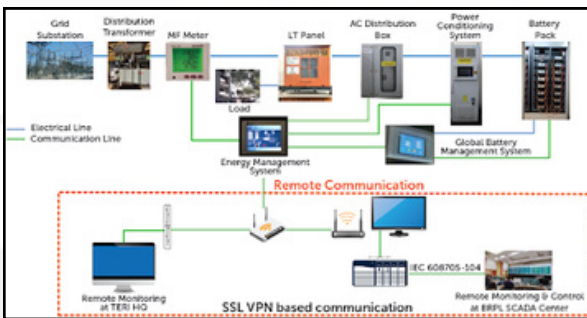 Grid
Substation
Distribution
Transformer
MF Meter
LT Panel
AC Distribution
Box
Power
Conditioning
System
Battery
Pack
Load
Electrical Line
Communication Line
Energy Management
System
Global Battery
Management System
Remote Communication
IEC 608705-104
Remote Monitoring
at TERI HQ
SSL VPN based communication
Remote Monitoring & Control
at BRPL SCADA Center